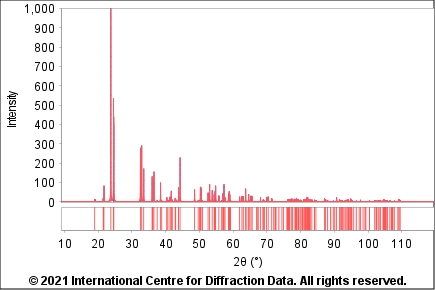 1,000
900
800
700
600
500
400
300
200
100
0
Intensity
10 20 30 40 50 60 70 80 90 100 110
2θ (°)
© 2021 International Centre for Diffraction Data. All rights reserved.